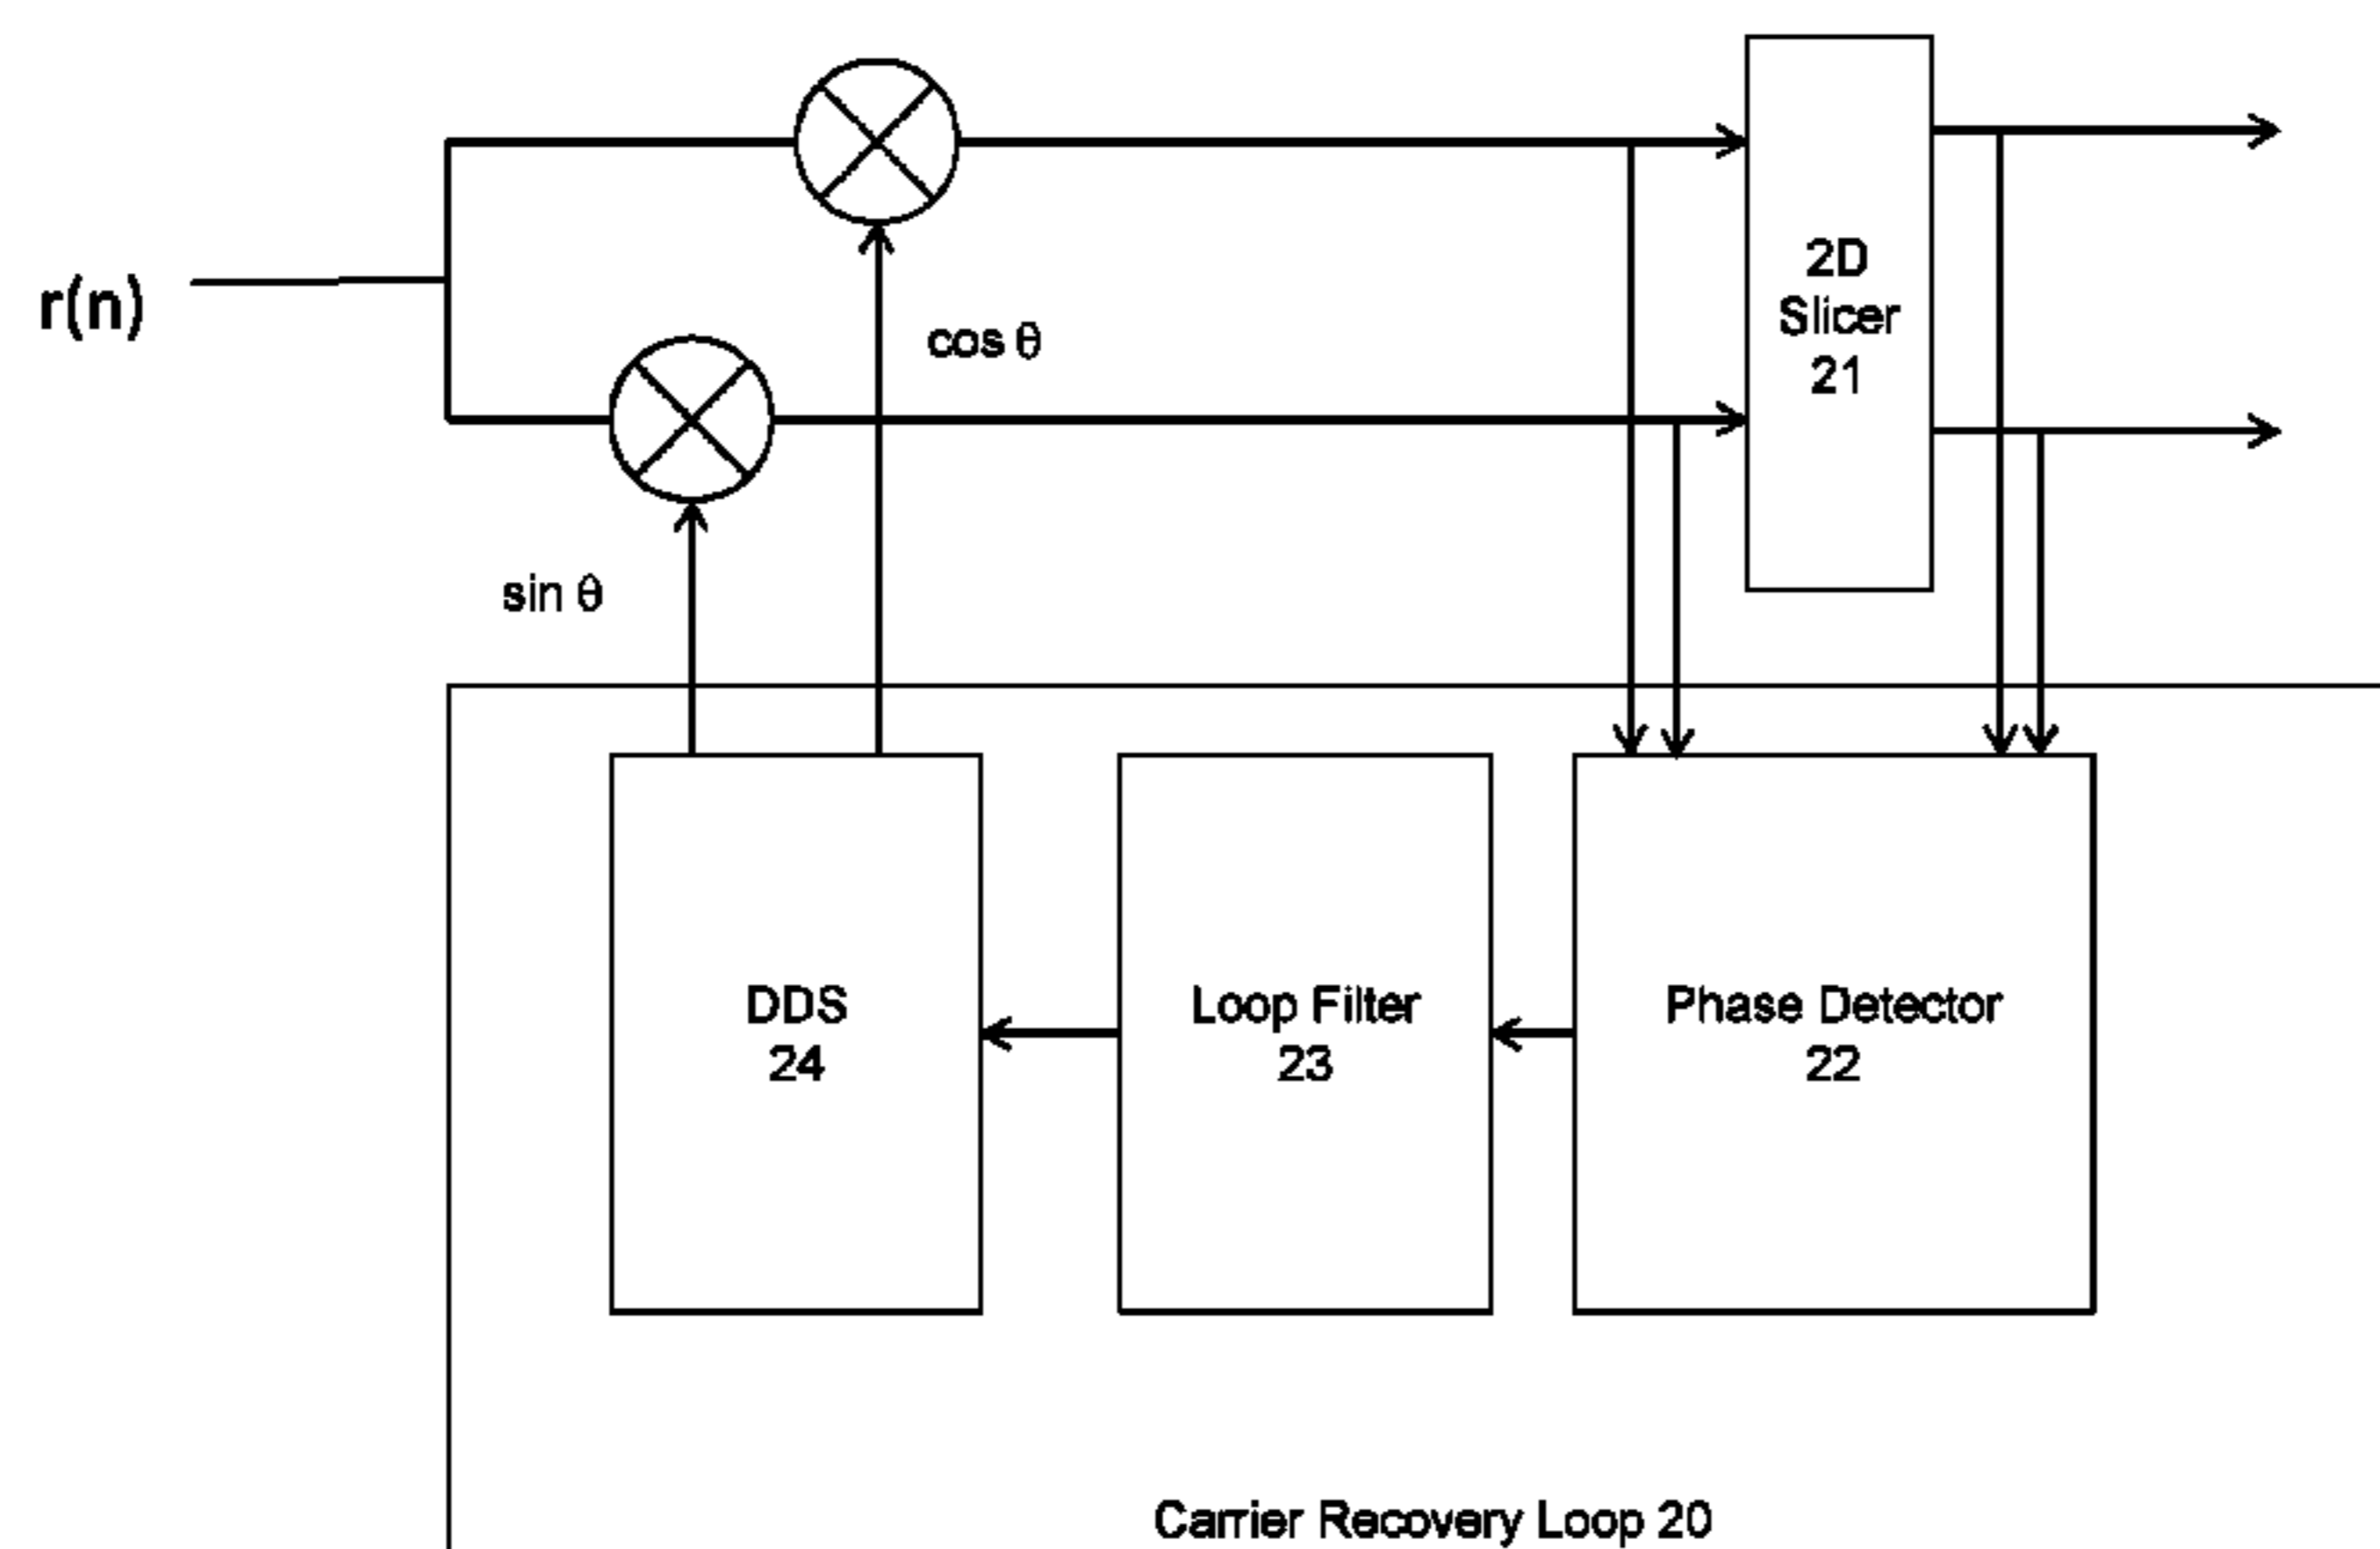 r(n)
cos θ
sin θ
2D
Slicer
21
DDS
24
Loop Filter
23
Phase Detector
22
Carrier Recovery Loop 20